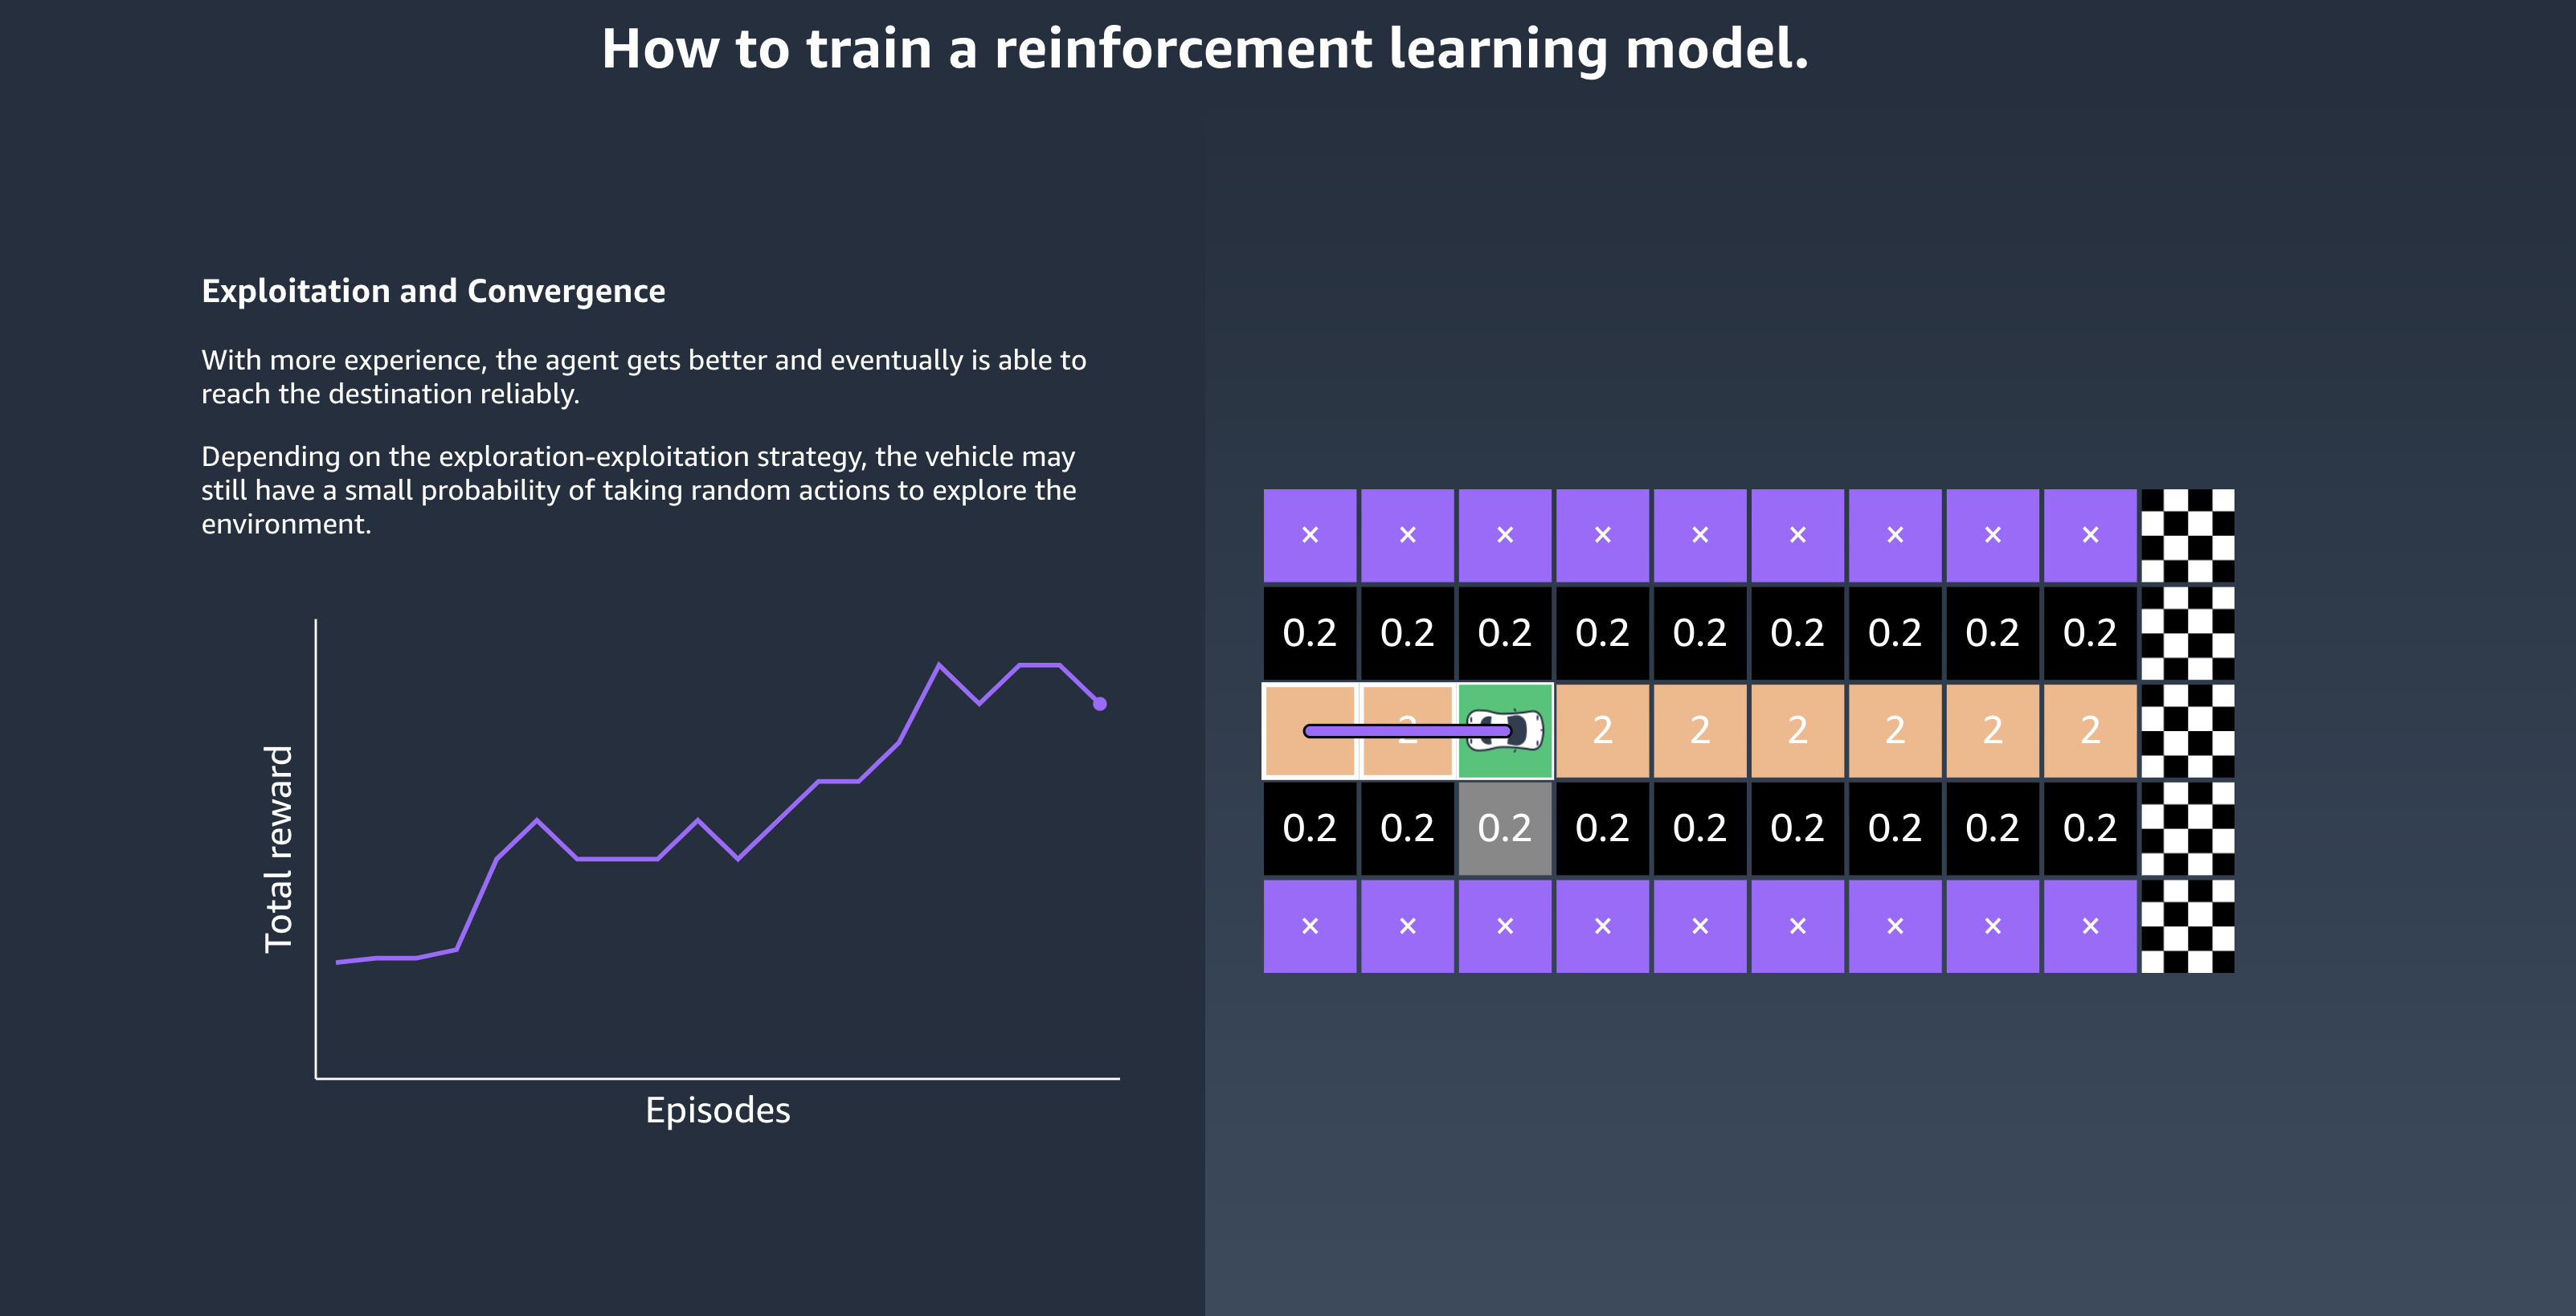 How to train a reinforcement learning model.
Exploitation and Convergence
With more experience, the agent gets better and eventually is able to
reach the destination reliably.
Depending on the exploration-exploitation strategy, the vehicle may
still have a small probability of taking random actions to explore the
environment.
Total reward
Episodes
× × × × × × × × ×
0.2 0.2 0.2 0.2 0.2 0.2 0.2 0.2 0.2
2 2 2 2 2 2 2
0.2 0.2 0.2 0.2 0.2 0.2 0.2 0.2 0.2
× × × × × × × × ×